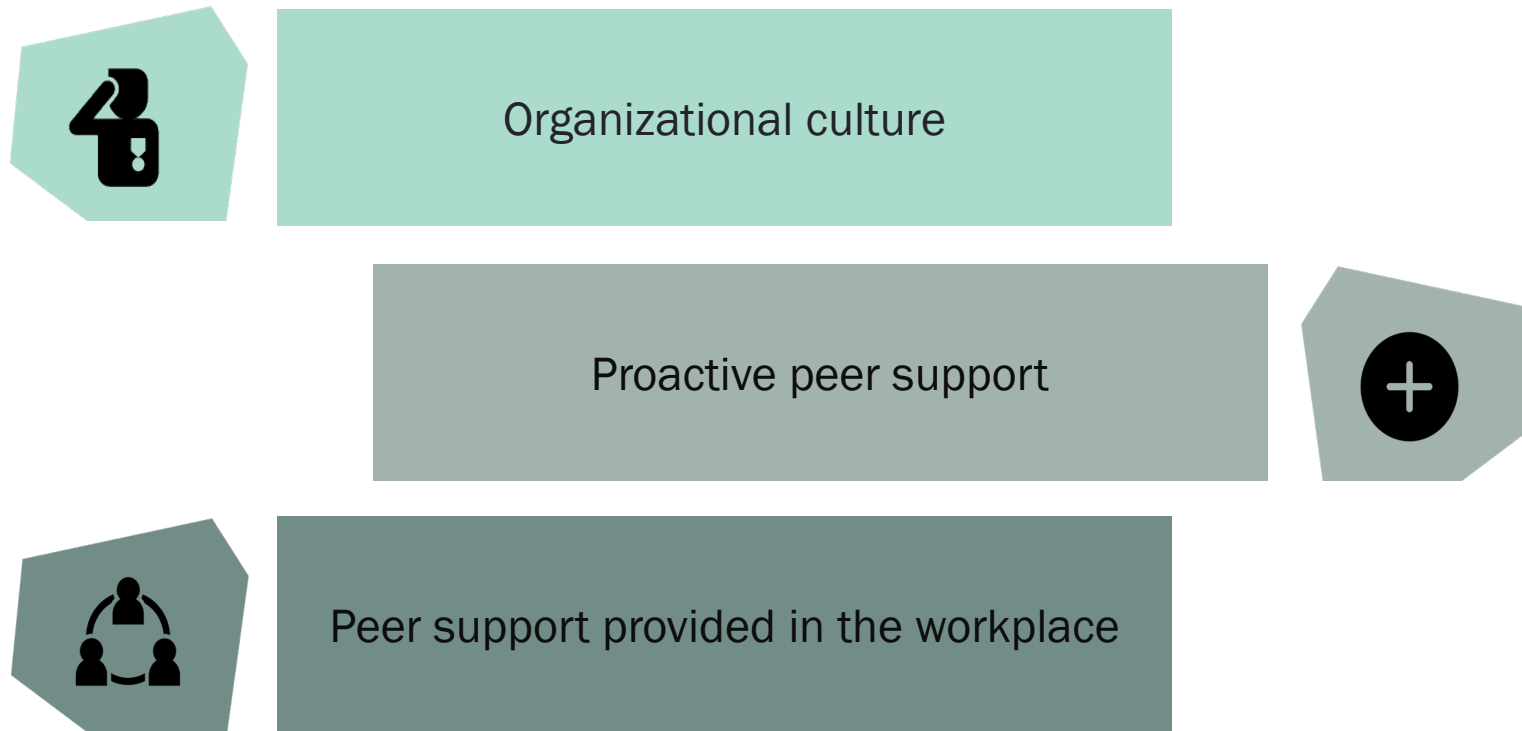 Organizational culture
Proactive peer support
Peer support provided in the workplace